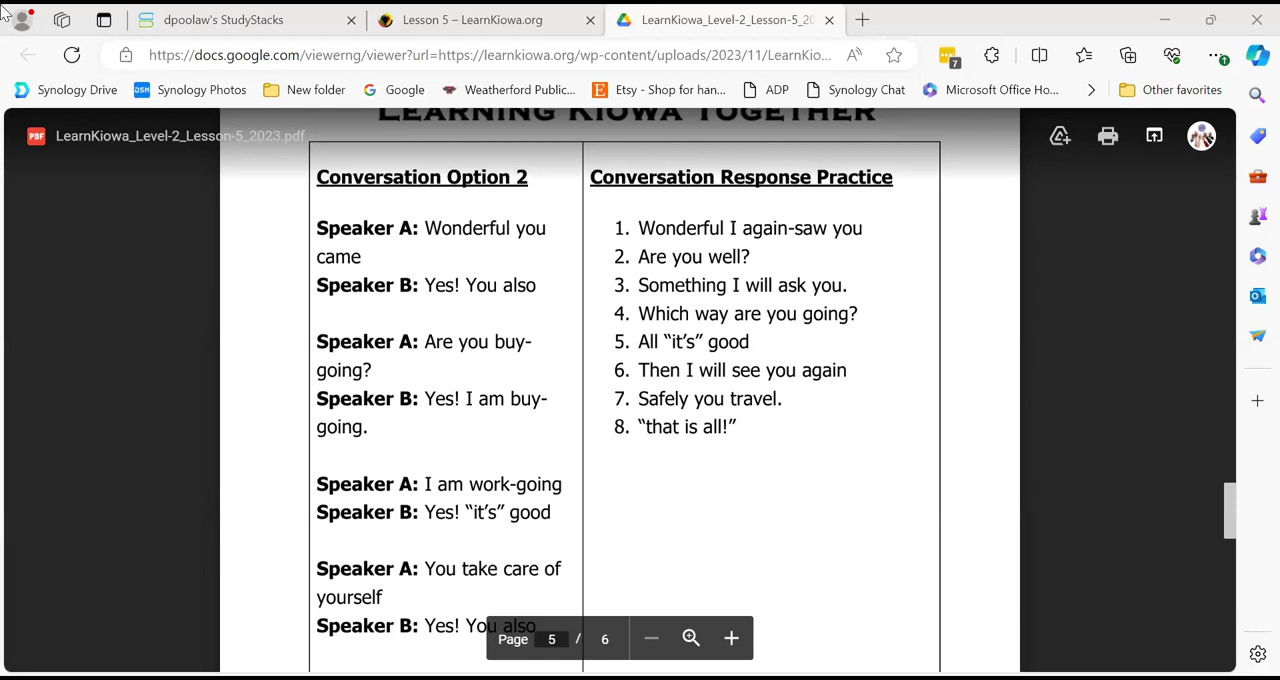 dpoolaw's StudyStacks
Lesson 5 – LearnKiowa.org
LearnKiowa_Level-2_Lesson-5_20
https://docs.google.com/viewerng/viewer?url=https://learnkiowa.org/wp-content/uploads/2023/11/LearnKio...
7
Synology Drive
DSM Synology Photos
New folder
Google
Weatherford Public...
Etsy - Shop for han...
ADP
Synology Chat
Microsoft Office Ho...
Other favorites
PDF LearnKiowa_Level-2_Lesson-5_2023.pdf
LEARNING KIOWA TOGETHER
Conversation Option 2
Speaker A: Wonderful you
came
Speaker B: Yes! You also
Speaker A: Are you buy-
going?
Speaker B: Yes! I am buy-
going.
Speaker A: I am work-going
Speaker B: Yes! “it’s” good
Speaker A: You take care of
yourself
Speaker B: Yes! You also
Conversation Response Practice
1. Wonderful I again-saw you
2. Are you well?
3. Something I will ask you.
4. Which way are you going?
5. All “it’s” good
6. Then I will see you again
7. Safely you travel.
8. “that is all!”
Page 5 / 6